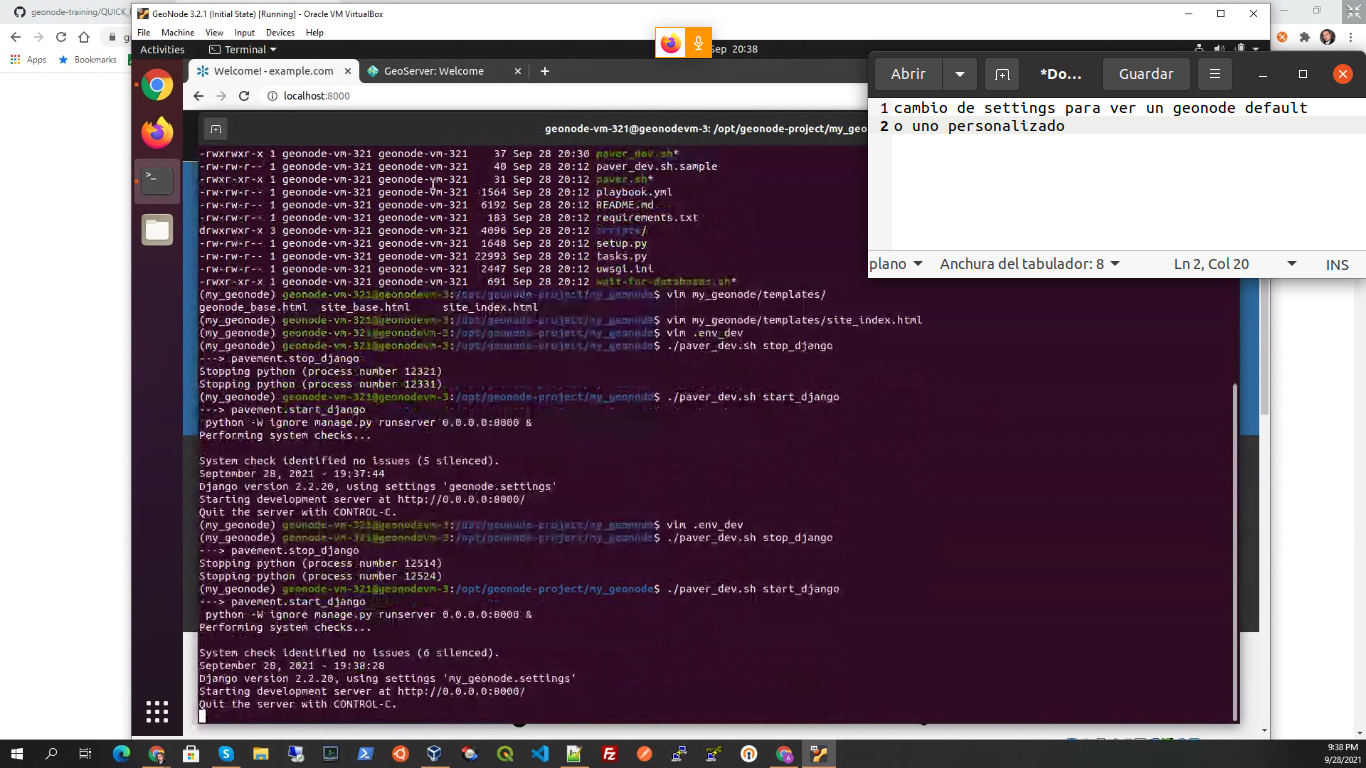 geonode-training/QUICK_
GeoNode 3.2.1 (Initial State) [Running] - Oracle VM VirtualBox
File Machine View Input Devices Help
Apps Bookmarks
Activities Terminal Sep 20:38
Welcome! - example.com GeoServer: Welcome
localhost:8000
geonode-vm-321@geonodevm-3: /opt/geonode-project/my_geo
-rwxrwxr-x 1 geonode-vm-321 geonode-vm-321 37 Sep 28 20:30 paver_dev.sh*
-rw-rw-r-- 1 geonode-vm-321 geonode-vm-321 40 Sep 28 20:12 paver_dev.sh.sample
-rwxrwxr-x 1 geonode-vm-321 geonode-vm-321 31 Sep 28 20:12 paver.sh*
-rw-rw-r-- 1 geonode-vm-321 geonode-vm-321 1564 Sep 28 20:12 playbook.yml
-rw-rw-r-- 1 geonode-vm-321 geonode-vm-321 6192 Sep 28 20:12 README.md
-rw-rw-r-- 1 geonode-vm-321 geonode-vm-321 183 Sep 28 20:12 requirements.txt
drwxrwxr-x 3 geonode-vm-321 geonode-vm-321 4096 Sep 28 20:12 scripts/
-rw-rw-r-- 1 geonode-vm-321 geonode-vm-321 1648 Sep 28 20:12 setup.py
-rw-rw-r-- 1 geonode-vm-321 geonode-vm-321 22993 Sep 28 20:12 tasks.py
-rw-rw-r-- 1 geonode-vm-321 geonode-vm-321 2447 Sep 28 20:12 uwsgi.ini
-rwxrwxr-x 1 geonode-vm-321 geonode-vm-321 691 Sep 28 20:12 wait-for-databases.sh*
(my_geonode) geonode-vm-321@geonodevm-3:/opt/geonode-project/my_geonode$ vim my_geonode/templates/
geonode_base.html site_base.html site_index.html
(my_geonode) geonode-vm-321@geonodevm-3:/opt/geonode-project/my_geonode$ vim my_geonode/templates/site_index.html
(my_geonode) geonode-vm-321@geonodevm-3:/opt/geonode-project/my_geonode$ vim .env_dev
(my_geonode) geonode-vm-321@geonodevm-3:/opt/geonode-project/my_geonode$ ./paver_dev.sh stop_django
---> pavement.stop_django
Stopping python (process number 12321)
Stopping python (process number 12331)
(my_geonode) geonode-vm-321@geonodevm-3:/opt/geonode-project/my_geonode$ ./paver_dev.sh start_django
---> pavement.start_django
python -W ignore manage.py runserver 0.0.0.0:8000 &
Performing system checks...
System check identified no issues (5 silenced).
September 28, 2021 - 19:37:44
Django version 2.2.20, using settings 'geonode.settings'
Starting development server at http://0.0.0.0:8000/
Quit the server with CONTROL-C.
(my_geonode) geonode-vm-321@geonodevm-3:/opt/geonode-project/my_geonode$ vim .env_dev
(my_geonode) geonode-vm-321@geonodevm-3:/opt/geonode-project/my_geonode$ ./paver_dev.sh stop_django
---> pavement.stop_django
Stopping python (process number 12514)
Stopping python (process number 12524)
(my_geonode) geonode-vm-321@geonodevm-3:/opt/geonode-project/my_geonode$ ./paver_dev.sh start_django
---> pavement.start_django
python -W ignore manage.py runserver 0.0.0.0:8000 &
Performing system checks...
System check identified no issues (6 silenced).
September 28, 2021 - 19:38:28
Django version 2.2.20, using settings 'my_geonode.settings'
Starting development server at http://0.0.0.0:8000/
Quit the server with CONTROL-C.
Abrir *Do... Guardar
1 cambio de settings para ver un geonode default
2 o uno personalizado
plano Anchura del tabulador: 8 Ln 2, Col 20 INS
9:38 PM
9/28/2021